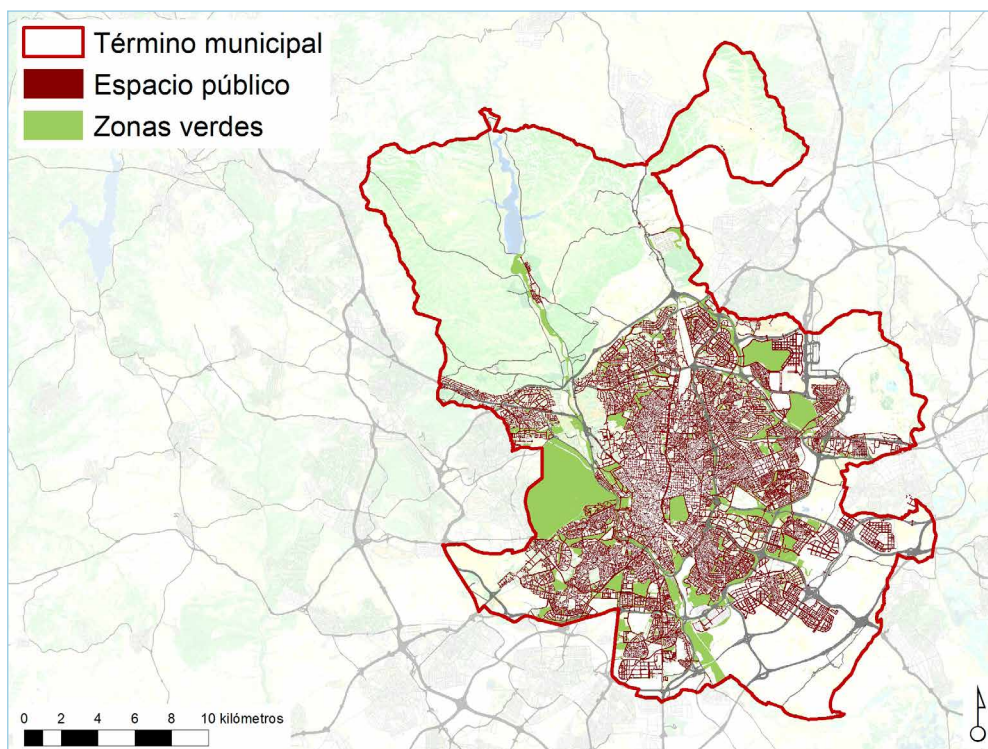 Término municipal
Espacio público
Zonas verdes
0 2 4 6 8 10 kilómetros